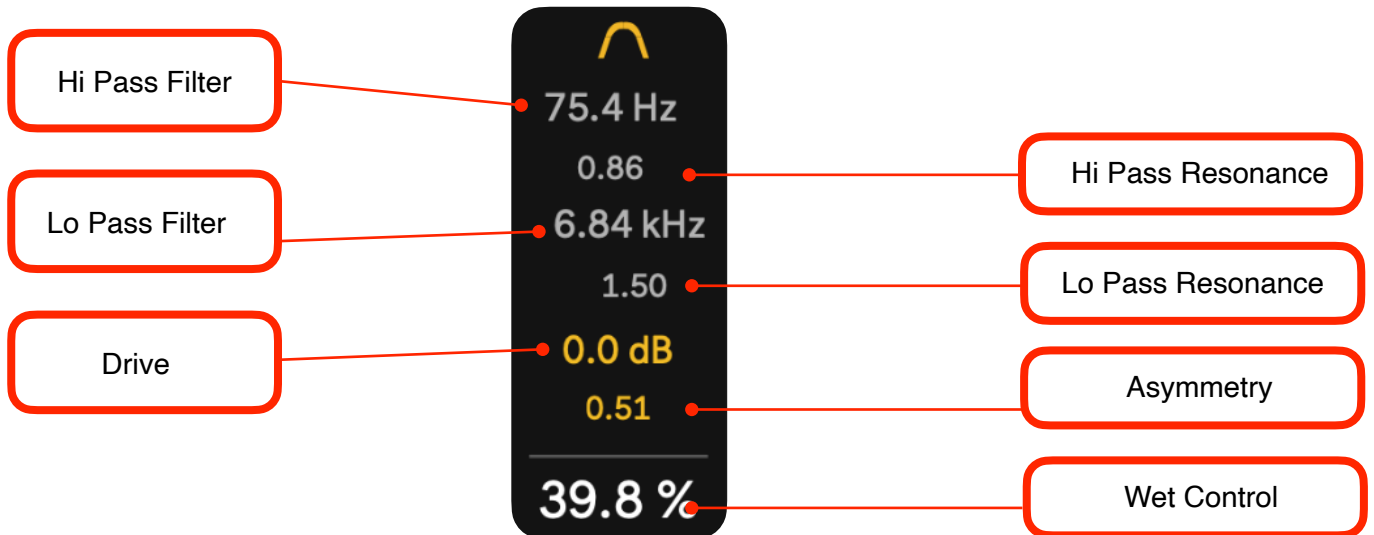 Hi Pass Filter
75.4 Hz
0.86
Hi Pass Resonance
Lo Pass Filter
6.84 kHz
1.50
Lo Pass Resonance
Drive
0.0 dB
0.51
Asymmetry
39.8 %
Wet Control